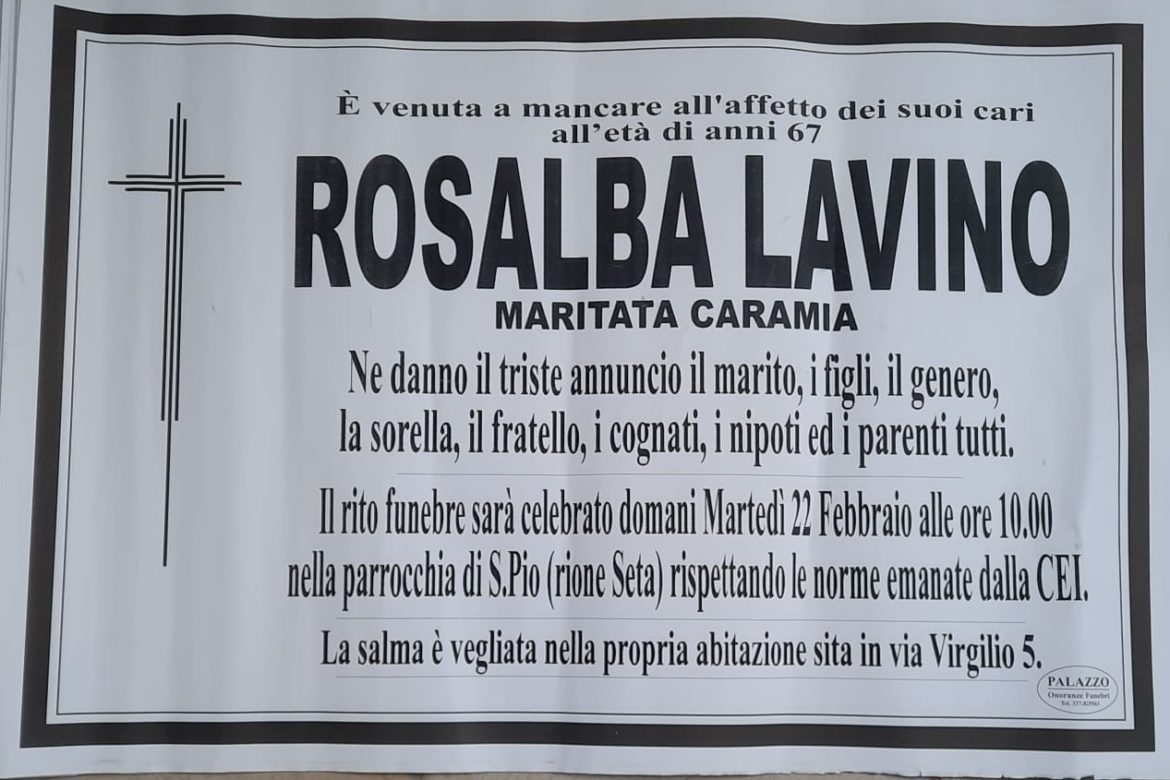 È venuta a mancare all'affetto dei suoi cari
all’età di anni 67
ROSALBA LAVINO
MARITATA CARAMIA
Ne danno il triste annuncio il marito, i figli, il genero,
la sorella, il fratello, i cognati, i nipoti ed i parenti tutti.
Il rito funebre sarà celebrato domani Martedì 22 Febbraio alle ore 10.00
nella parrocchia di S.Pio (rione Seta) rispettando le norme emanate dalla CEI.
La salma è vegliata nella propria abitazione sita in via Virgilio 5.
PALAZZO
Onoranze Funebri
Tel.